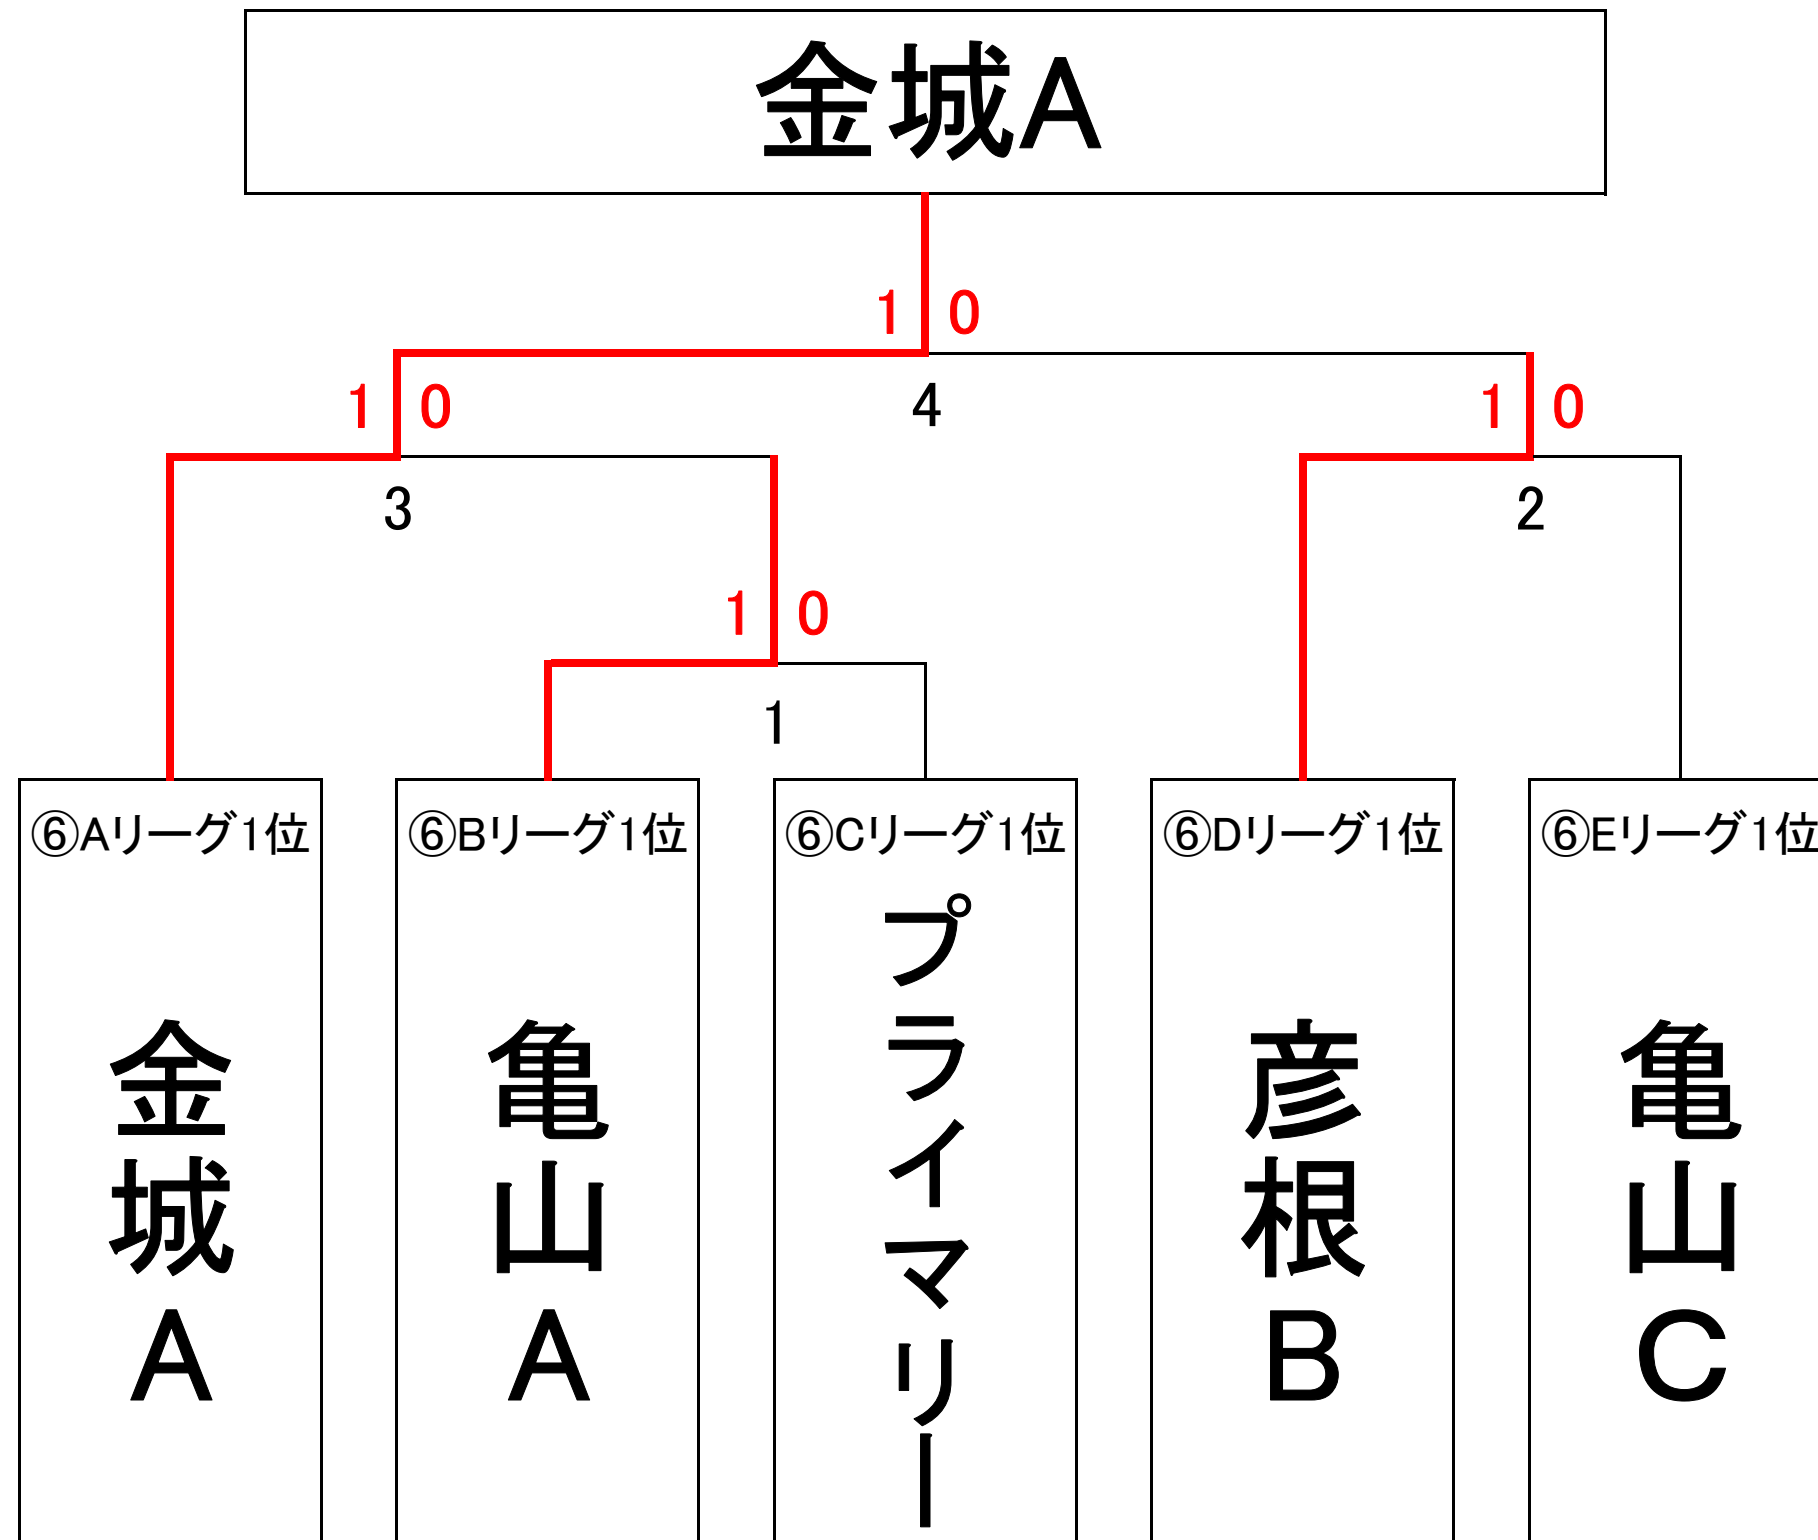 金城A
1 0
1 0
4
1 0
3
2
1 0
1
⑥Aリーグ1位
⑥Bリーグ1位
⑥Cリーグ1位
⑥Dリーグ1位
⑥Eリーグ1位
金城A
亀山A
プライマリー
彦根B
亀山C